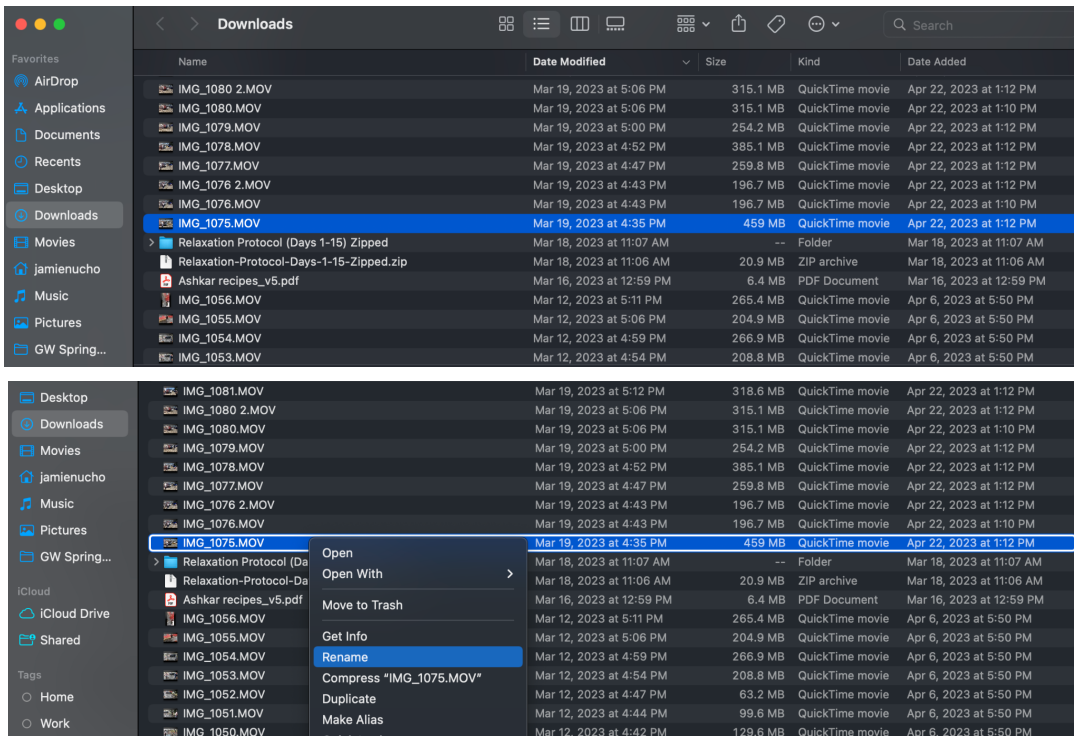 Downloads
Search
Favorites
Name Date Modified Size Kind Date Added
AirDrop
IMG_1080 2.MOV Mar 19, 2023 at 5:06 PM 315.1 MB QuickTime movie Apr 22, 2023 at 1:12 PM
Applications
IMG_1080.MOV Mar 19, 2023 at 5:06 PM 315.1 MB QuickTime movie Apr 22, 2023 at 1:10 PM
IMG_1079.MOV Mar 19, 2023 at 5:00 PM 254.2 MB QuickTime movie Apr 22, 2023 at 1:12 PM
Documents
IMG_1078.MOV Mar 19, 2023 at 4:52 PM 385.1 MB QuickTime movie Apr 22, 2023 at 1:12 PM
Recents
IMG_1077.MOV Mar 19, 2023 at 4:47 PM 259.8 MB QuickTime movie Apr 22, 2023 at 1:12 PM
Desktop
IMG_1076 2.MOV Mar 19, 2023 at 4:43 PM 196.7 MB QuickTime movie Apr 22, 2023 at 1:12 PM
IMG_1076.MOV Mar 19, 2023 at 4:43 PM 196.7 MB QuickTime movie Apr 22, 2023 at 1:10 PM
Downloads
IMG_1075.MOV Mar 19, 2023 at 4:35 PM 459 MB QuickTime movie Apr 22, 2023 at 1:12 PM
Movies
Relaxation Protocol (Days 1-15) Zipped Mar 18, 2023 at 11:07 AM -- Folder Mar 18, 2023 at 11:07 AM
Relaxation-Protocol-Days-1-15-Zipped.zip Mar 18, 2023 at 11:06 AM 20.9 MB ZIP archive Mar 18, 2023 at 11:06 AM
jamienucho
Ashkar recipes_v5.pdf Mar 16, 2023 at 12:59 PM 6.4 MB PDF Document Mar 16, 2023 at 12:59 PM
Music
IMG_1056.MOV Mar 12, 2023 at 5:11 PM 265.4 MB QuickTime movie Apr 6, 2023 at 5:50 PM
Pictures
IMG_1055.MOV Mar 12, 2023 at 5:06 PM 204.9 MB QuickTime movie Apr 6, 2023 at 5:50 PM
IMG_1054.MOV Mar 12, 2023 at 4:59 PM 266.9 MB QuickTime movie Apr 6, 2023 at 5:50 PM
GW Spring...
IMG_1053.MOV Mar 12, 2023 at 4:54 PM 208.8 MB QuickTime movie Apr 6, 2023 at 5:50 PM
IMG_1081.MOV Mar 19, 2023 at 5:12 PM 318.6 MB QuickTime movie Apr 22, 2023 at 1:12 PM
Desktop
IMG_1080 2.MOV Mar 19, 2023 at 5:06 PM 315.1 MB QuickTime movie Apr 22, 2023 at 1:12 PM
Downloads
IMG_1080.MOV Mar 19, 2023 at 5:06 PM 315.1 MB QuickTime movie Apr 22, 2023 at 1:10 PM
Movies
IMG_1079.MOV Mar 19, 2023 at 5:00 PM 254.2 MB QuickTime movie Apr 22, 2023 at 1:12 PM
IMG_1078.MOV Mar 19, 2023 at 4:52 PM 385.1 MB QuickTime movie Apr 22, 2023 at 1:12 PM
jamienucho
IMG_1077.MOV Mar 19, 2023 at 4:47 PM 259.8 MB QuickTime movie Apr 22, 2023 at 1:12 PM
Music
IMG_1076 2.MOV Mar 19, 2023 at 4:43 PM 196.7 MB QuickTime movie Apr 22, 2023 at 1:12 PM
Pictures
IMG_1076.MOV Mar 19, 2023 at 4:43 PM 196.7 MB QuickTime movie Apr 22, 2023 at 1:10 PM
IMG_1075.MOV Mar 19, 2023 at 4:35 PM 459 MB QuickTime movie Apr 22, 2023 at 1:12 PM
GW Spring...
Open
Relaxation Protocol (Da Mar 18, 2023 at 11:07 AM -- Folder Mar 18, 2023 at 11:07 AM
Open With
Relaxation-Protocol-Da Mar 18, 2023 at 11:06 AM 20.9 MB ZIP archive Mar 18, 2023 at 11:06 AM
iCloud
Ashkar recipes_v5.pdf Mar 16, 2023 at 12:59 PM 6.4 MB PDF Document Mar 16, 2023 at 12:59 PM
Move to Trash
iCloud Drive
IMG_1056.MOV Mar 12, 2023 at 5:11 PM 265.4 MB QuickTime movie Apr 6, 2023 at 5:50 PM
Shared
Get Info
IMG_1055.MOV Mar 12, 2023 at 5:06 PM 204.9 MB QuickTime movie Apr 6, 2023 at 5:50 PM
Rename
IMG_1054.MOV Mar 12, 2023 at 4:59 PM 266.9 MB QuickTime movie Apr 6, 2023 at 5:50 PM
Tags
Compress “IMG_1075.MOV”
IMG_1053.MOV Mar 12, 2023 at 4:54 PM 208.8 MB QuickTime movie Apr 6, 2023 at 5:50 PM
Home
Duplicate
IMG_1052.MOV Mar 12, 2023 at 4:47 PM 63.2 MB QuickTime movie Apr 6, 2023 at 5:50 PM
Make Alias
IMG_1051.MOV Mar 12, 2023 at 4:44 PM 99.6 MB QuickTime movie Apr 6, 2023 at 5:50 PM
Work
IMG_1050.MOV Mar 12, 2023 at 4:42 PM 129.6 MB QuickTime movie Apr 6, 2023 at 5:50 PM